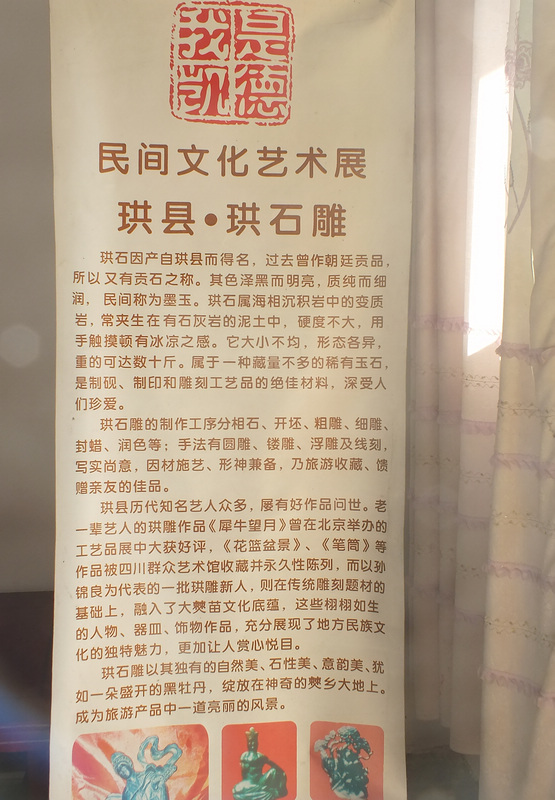 民间文化艺术展
珙县•珙石雕
珙石因产自珙县而得名，过去曾作朝廷贡品，
所以又有贡石之称。其色泽黑而明亮，质纯而细
润，民间称为墨玉。珙石属海相沉积岩中的变质
岩，常夹生在有石灰岩的泥土中，硬度不大，用
手触摸顿有冰凉之感。它大小不均，形态各异，
重的可达数十斤。属于一种藏量不多的稀有玉石，
是制砚、制印和雕刻工艺品的绝佳材料，深受人
们珍爱。
珙石雕的制作工序分相石、开坯、粗雕、细雕、
封蜡、润色等；手法有圆雕、镂雕、浮雕及线刻，
写实尚意，因材施艺、形神兼备，乃旅游收藏、馈
赠亲友的佳品。
珙县历代知名艺人众多，屡有好作品问世。老
一辈艺人的珙雕作品《犀牛望月》曾在北京举办的
工艺品展中大获好评，《花篮盆景》、《笔筒》等
作品被四川群众艺术馆收藏并永久性陈列，而以孙
锦良为代表的一批珙雕新人，则在传统雕刻题材的
基础上，融入了大僰苗文化底蕴，这些栩栩如生
的人物、器皿、饰物作品，充分展现了地方民族文
化的独特魅力，更加让人赏心悦目。
珙石雕以其独有的自然美、石性美、意韵美、犹
如一朵盛开的黑牡丹，绽放在神奇的僰乡大地上。
成为旅游产品中一道亮丽的风景。